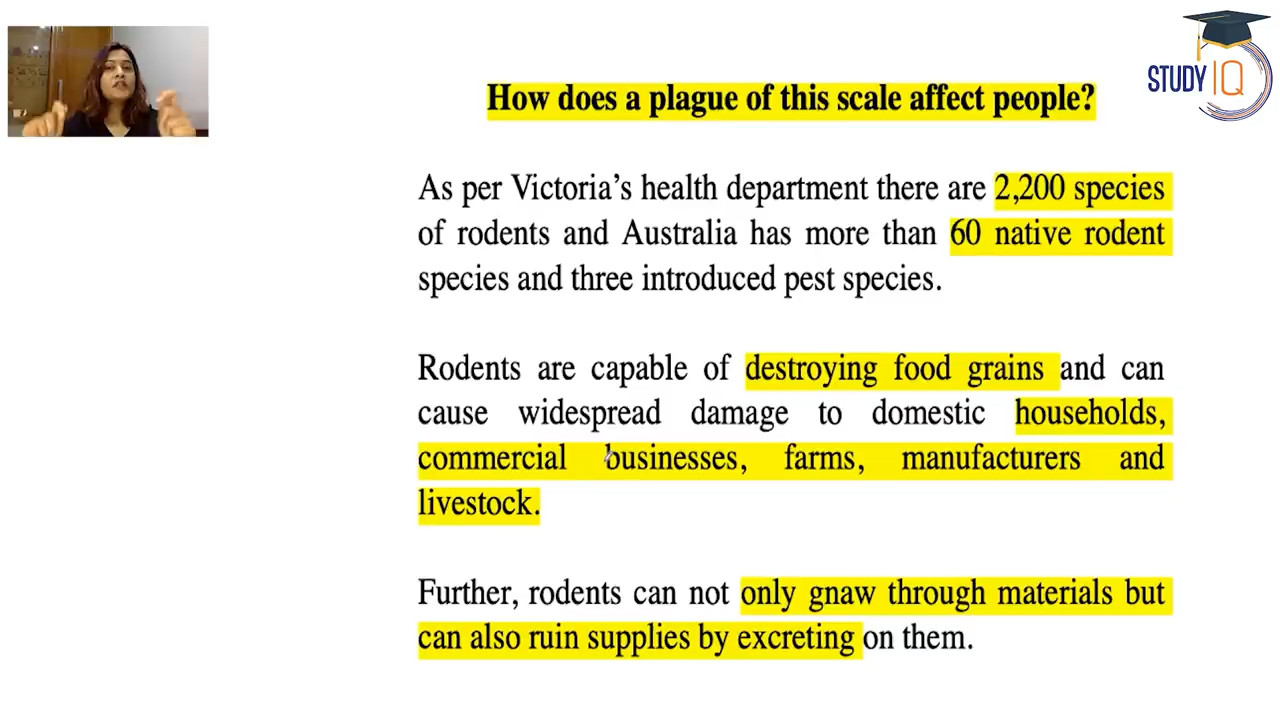 STUDY IQ
How does a plague of this scale affect people?
As per Victoria’s health department there are 2,200 species
of rodents and Australia has more than 60 native rodent
species and three introduced pest species.
Rodents are capable of destroying food grains and can
cause widespread damage to domestic households,
commercial businesses, farms, manufacturers and
livestock.
Further, rodents can not only gnaw through materials but
can also ruin supplies by excreting on them.